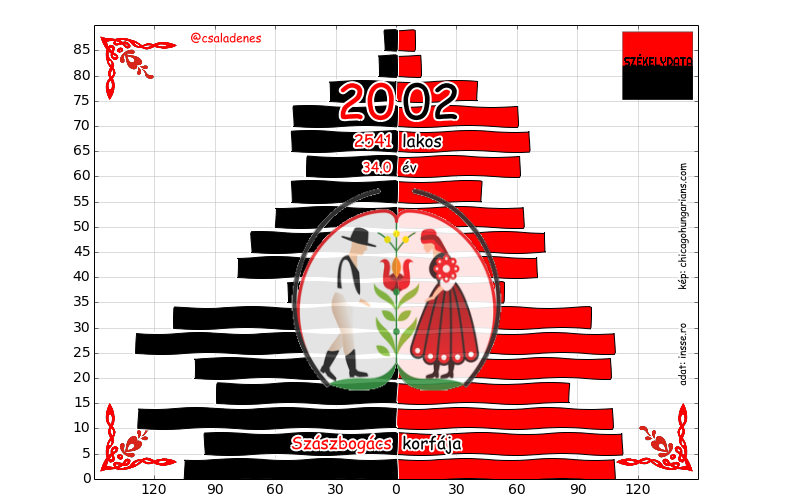 @csaladenes
SZÉKELYDATA
2002
2541 lakos
34.0 év
kép: chicagohungarians.com
adat: insse.ro
Szászbogács korfája
85
80
75
70
65
60
55
50
45
40
35
30
25
20
15
10
5
0
120 90 60 30 0 30 60 90 120